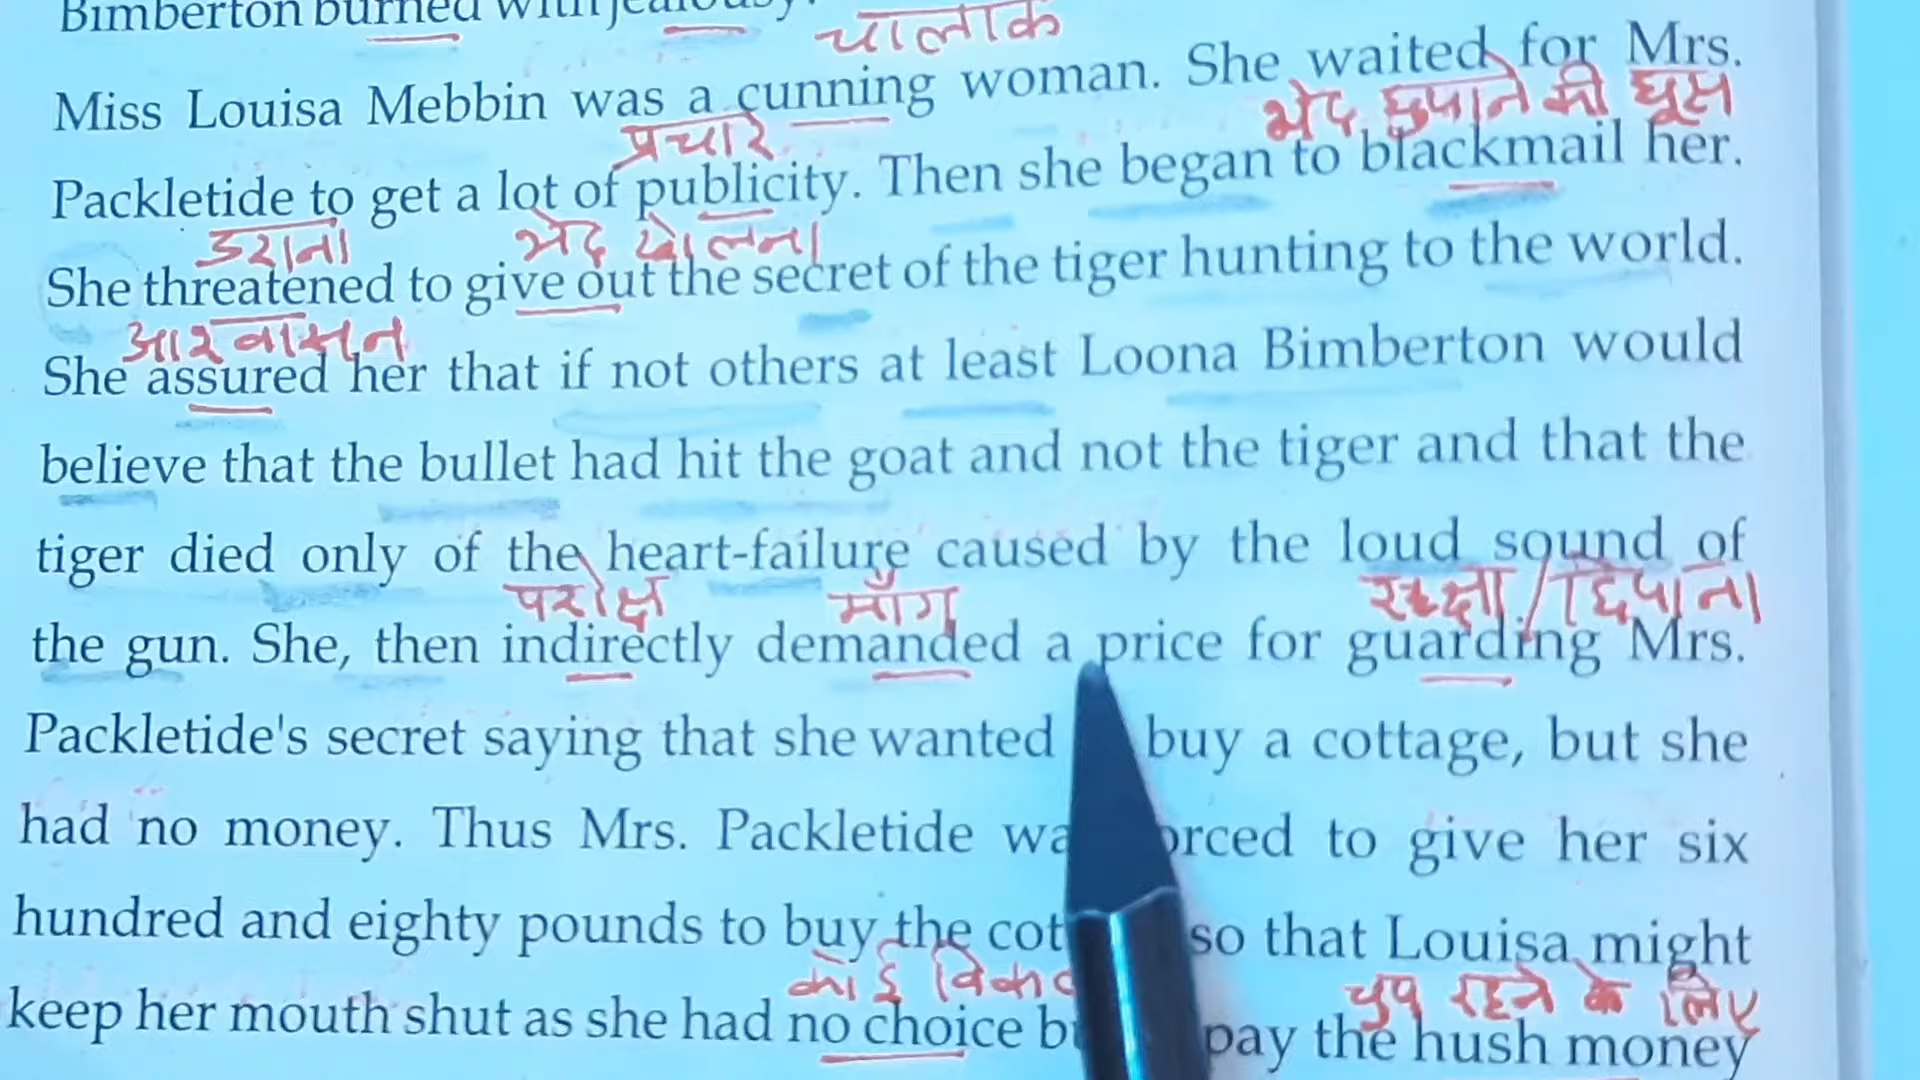 Bimberton burned with jealousy.
चालाक
Miss Louisa Mebbin was a cunning woman. She waited for Mrs.
प्रचार भेद छुपाने की घूस
Packletide to get a lot of publicity. Then she began to blackmail her.
डराना भेद खोलना
She threatened to give out the secret of the tiger hunting to the world.
आश्वासन
She assured her that if not others at least Loona Bimberton would
believe that the bullet had hit the goat and not the tiger and that the
tiger died only of the heart-failure caused by the loud sound of
परोक्ष माँग रक्षा/छिपाना
the gun. She, then indirectly demanded a price for guarding Mrs.
Packletide's secret saying that she wanted buy a cottage, but she
had no money. Thus Mrs. Packletide wa orced to give her six
hundred and eighty pounds to buy the cot so that Louisa might
कोई चुप रहने के लिए
keep her mouth shut as she had no choice b pay the hush money